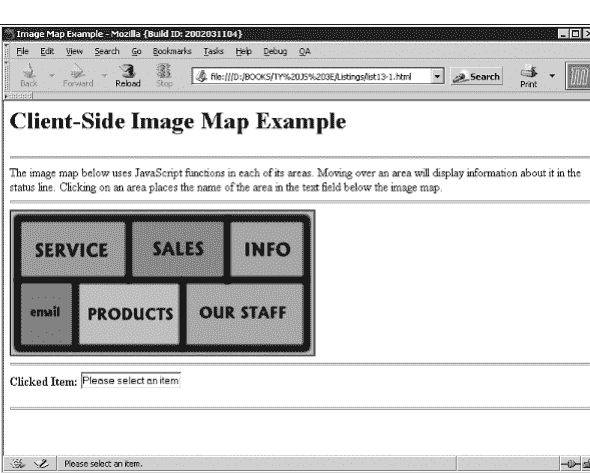 Image Map Example - Mozilla {Build ID: 2002031104}
File Edit View Search Go Bookmarks Tasks Help Debug QA
Back Forward Reload Stop file:///D:/BOOKS/TY%20JS%203E/Listings/list13-1.html Search Print
Client-Side Image Map Example
The image map below uses JavaScript functions in each of its areas. Moving over an area will display information about it in the
status line. Clicking on an area places the name of the area in the text field below the image map.
SERVICE SALES INFO
email PRODUCTS OUR STAFF
Clicked Item: Please select an item
Please select an item.